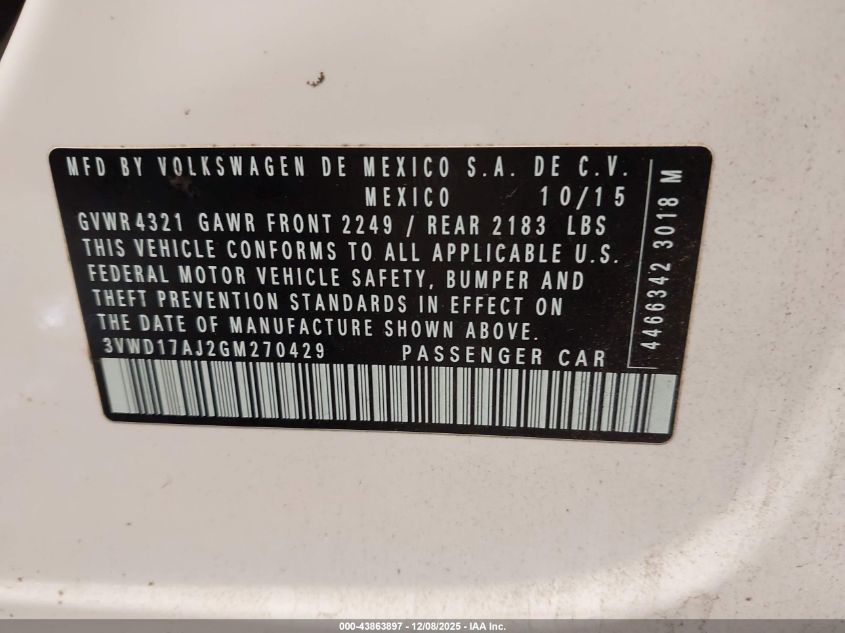 MFD BY VOLKSWAGEN DE MEXICO S.A. DE C.V.
MEXICO 10/15
GVWR 4321 GAWR FRONT 2249 / REAR 2183 LBS
THIS VEHICLE CONFORMS TO ALL APPLICABLE U.S.
FEDERAL MOTOR VEHICLE SAFETY, BUMPER AND
THEFT PREVENTION STANDARDS IN EFFECT ON
THE DATE OF MANUFACTURE SHOWN ABOVE.
3VWD17AJ2GM270429 PASSENGER CAR
4466342 3018 M
000-43863897 - 12/08/2025 - IAA Inc.